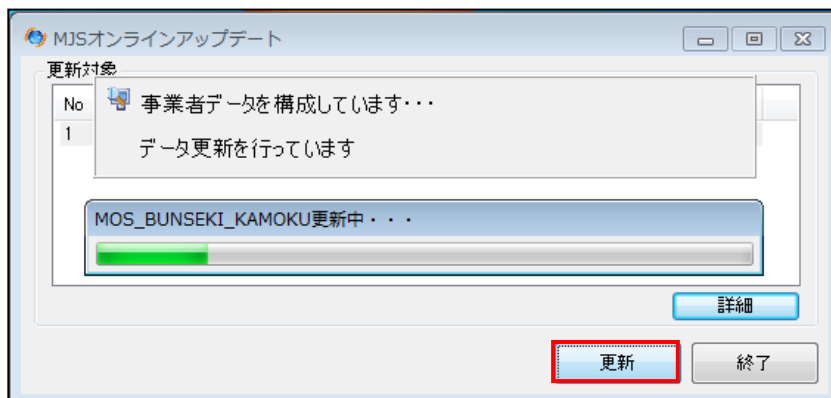 MJSオンラインアップデート
更新対象
No
1
事業者データを構成しています・・・
データ更新を行っています
MOS_BUNSEKI_KAMOKU更新中・・・
詳細
更新
終了